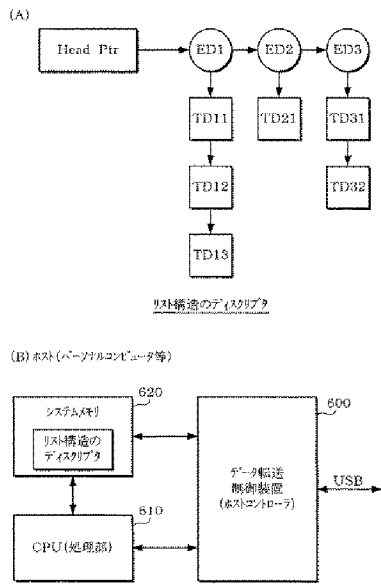 (A)
Head Ptr
ED1
ED2
ED3
TD11
TD21
TD31
TD12
TD32
TD13
リスト構造のディスクリプタ
(B) ホスト(パーソナルコンピュータ等)
620
600
システムメモリ
リスト構造の
ディスクリプタ
データ転送
制御装置
(ホストコントローラ)
USB
610
CPU(処理部)